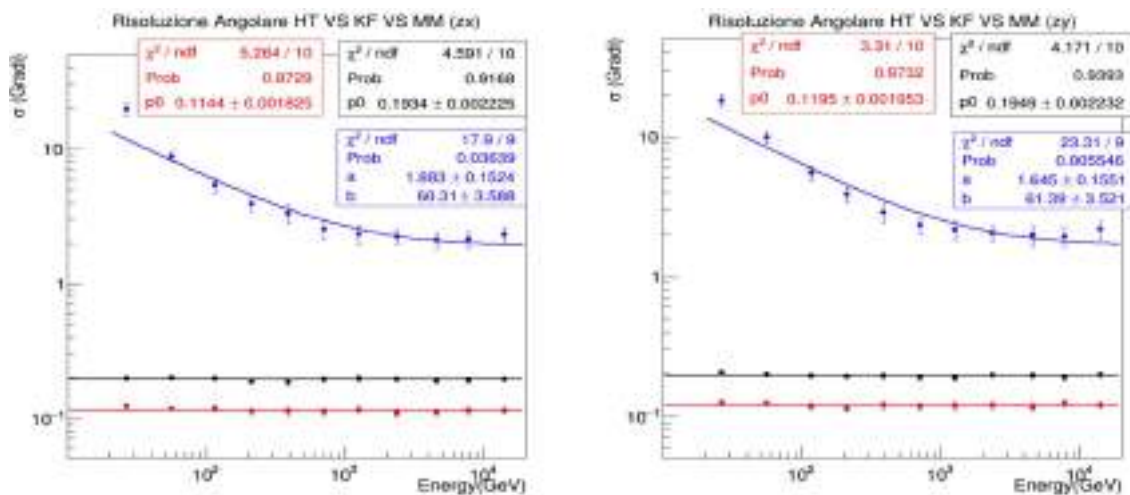 Risoluzione Angolare HT VS KF VS MM (zx)
χ² / ndf 5.264 / 10
Prob 0.8729
p0 0.1144 ± 0.001825
χ² / ndf 4.591 / 10
Prob 0.9168
p0 0.1934 ± 0.002225
χ² / ndf 17.9 / 9
Prob 0.03639
a 1.883 ± 0.1524
b 60.31 ± 3.588
σ (Gradi)
10
1
10⁻¹
10²
10³
10⁴
Energy(GeV)
Risoluzione Angolare HT VS KF VS MM (zy)
χ² / ndf 3.31 / 10
Prob 0.9732
p0 0.1195 ± 0.001953
χ² / ndf 4.171 / 10
Prob 0.9393
p0 0.1949 ± 0.002232
χ² / ndf 23.31 / 9
Prob 0.005546
a 1.645 ± 0.1551
b 61.39 ± 3.521
σ (Gradi)
10
1
10⁻¹
10²
10³
10⁴
Energy(GeV)